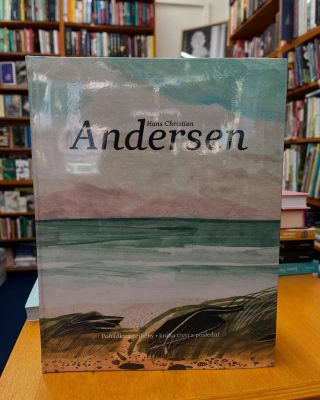 Hans Christian
Andersen
Pohádky a příběhy • kniha třetí a poslední